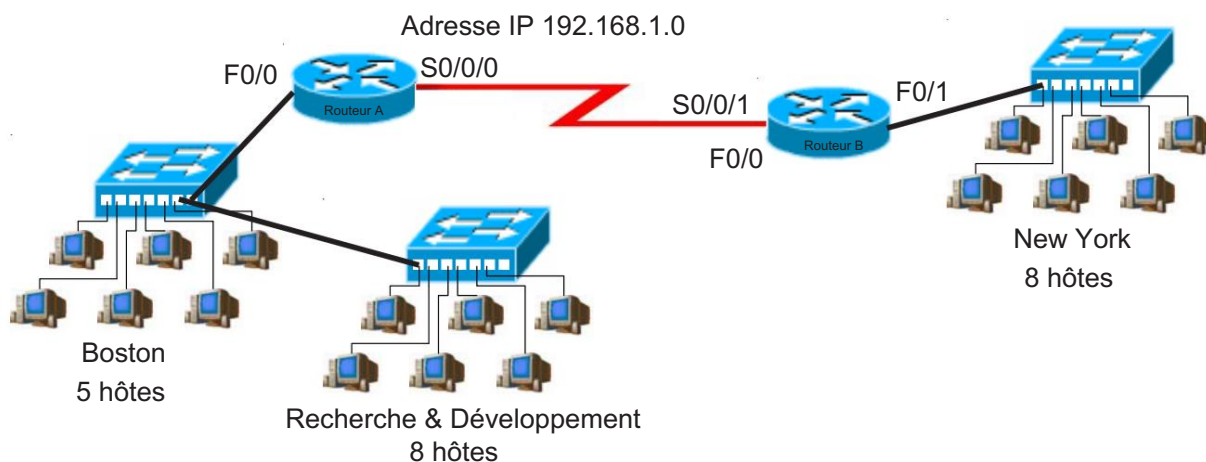 Adresse IP 192.168.1.0
F0/0
S0/0/0
Routeur A
S0/0/1
F0/1
Routeur B
F0/0
New York
8 hôtes
Boston
5 hôtes
Recherche & Développement
8 hôtes